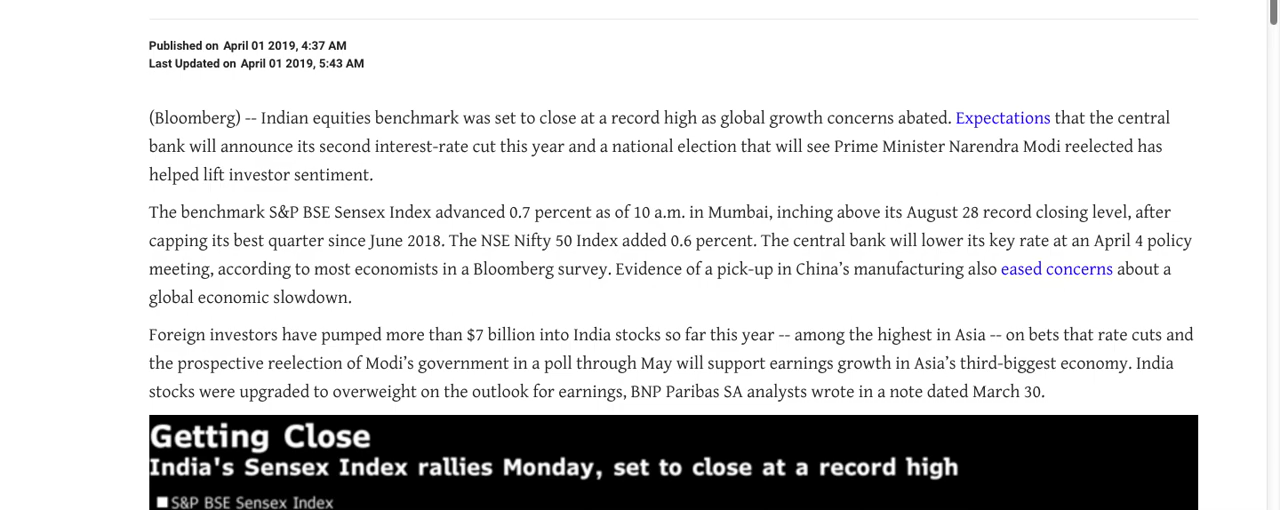 Published on April 01 2019, 4:37 AM
Last Updated on April 01 2019, 5:43 AM
(Bloomberg) -- Indian equities benchmark was set to close at a record high as global growth concerns abated. Expectations that the central
bank will announce its second interest-rate cut this year and a national election that will see Prime Minister Narendra Modi reelected has
helped lift investor sentiment.
The benchmark S&P BSE Sensex Index advanced 0.7 percent as of 10 a.m. in Mumbai, inching above its August 28 record closing level, after
capping its best quarter since June 2018. The NSE Nifty 50 Index added 0.6 percent. The central bank will lower its key rate at an April 4 policy
meeting, according to most economists in a Bloomberg survey. Evidence of a pick-up in China’s manufacturing also eased concerns about a
global economic slowdown.
Foreign investors have pumped more than $7 billion into India stocks so far this year -- among the highest in Asia -- on bets that rate cuts and
the prospective reelection of Modi’s government in a poll through May will support earnings growth in Asia’s third-biggest economy. India
stocks were upgraded to overweight on the outlook for earnings, BNP Paribas SA analysts wrote in a note dated March 30.
Getting Close
India's Sensex Index rallies Monday, set to close at a record high
S&P BSE Sensex Index